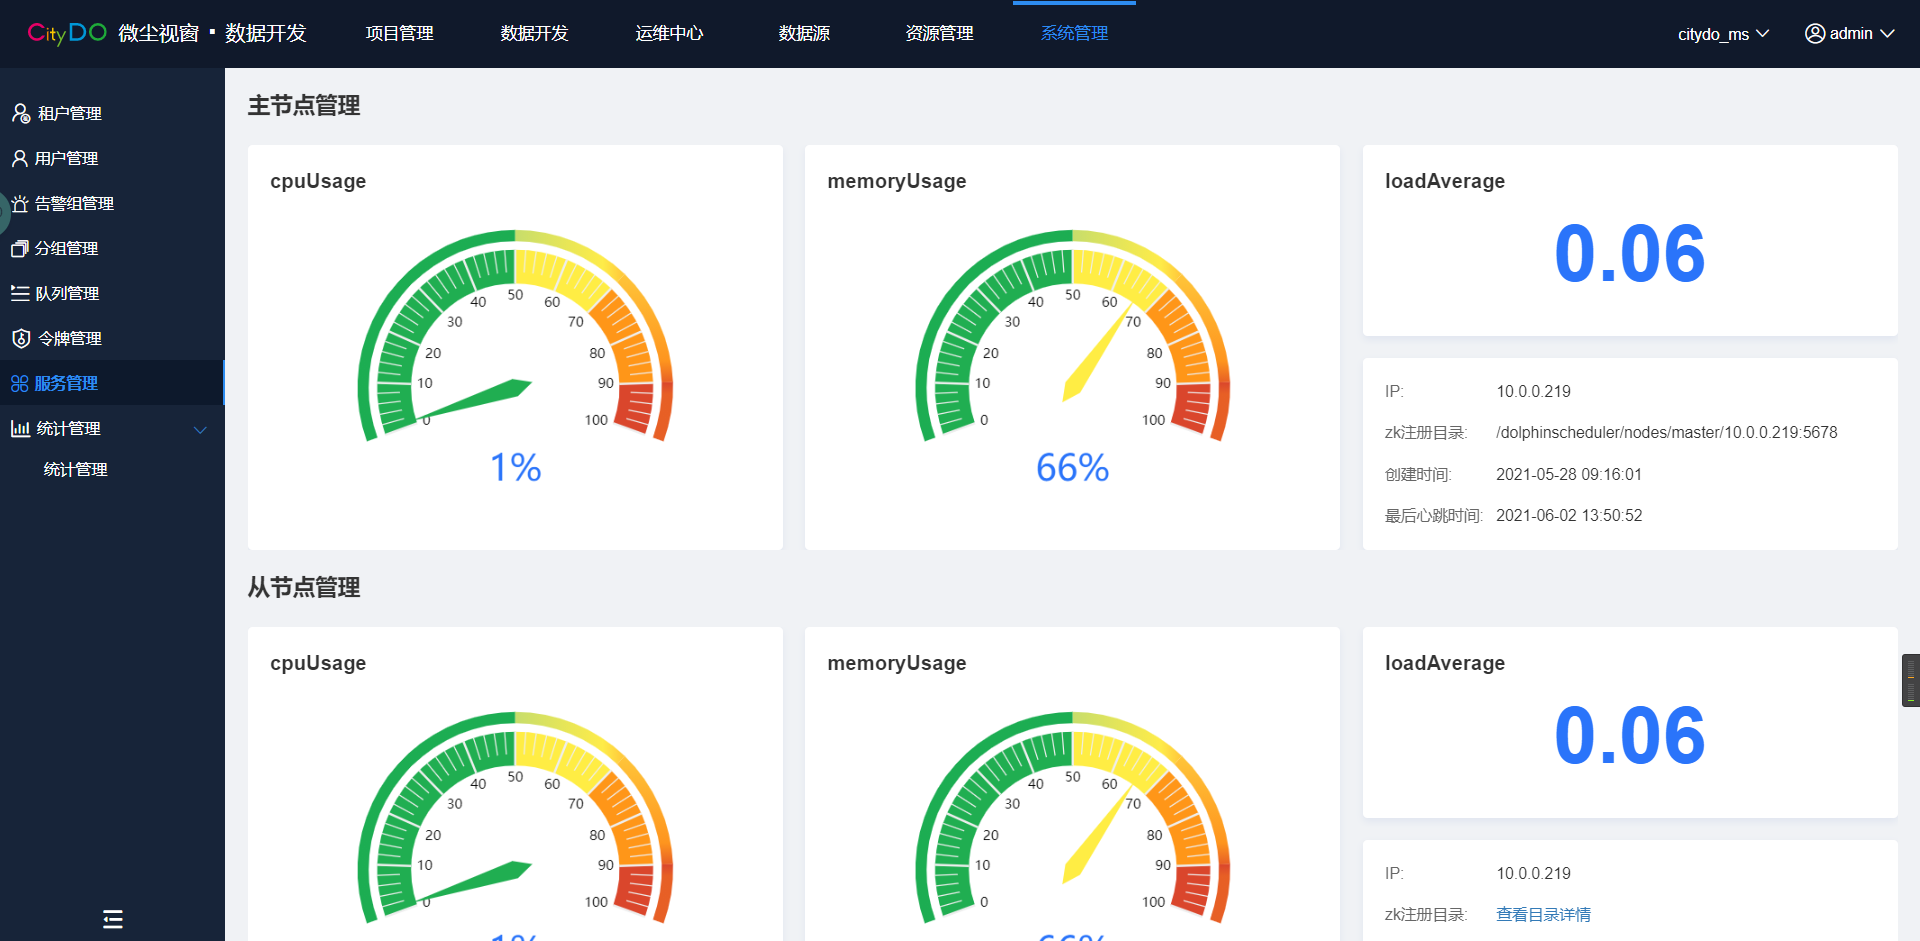 CityDO 微尘视窗·数据开发 项目管理 数据开发 运维中心 数据源 资源管理 系统管理 citydo_ms admin
租户管理
用户管理
告警组管理
分组管理
队列管理
令牌管理
服务管理
统计管理
统计管理
主节点管理
cpuUsage
0
10
20
30
40
50
60
70
80
90
100
1%
memoryUsage
0
10
20
30
40
50
60
70
80
90
100
66%
loadAverage
0.06
IP: 10.0.0.219
zk注册目录: /dolphinscheduler/nodes/master/10.0.0.219:5678
创建时间: 2021-05-28 09:16:01
最后心跳时间: 2021-06-02 13:50:52
从节点管理
cpuUsage
0
10
20
30
40
50
60
70
80
90
100
1%
memoryUsage
0
10
20
30
40
50
60
70
80
90
100
66%
loadAverage
0.06
IP: 10.0.0.219
zk注册目录: 查看目录详情